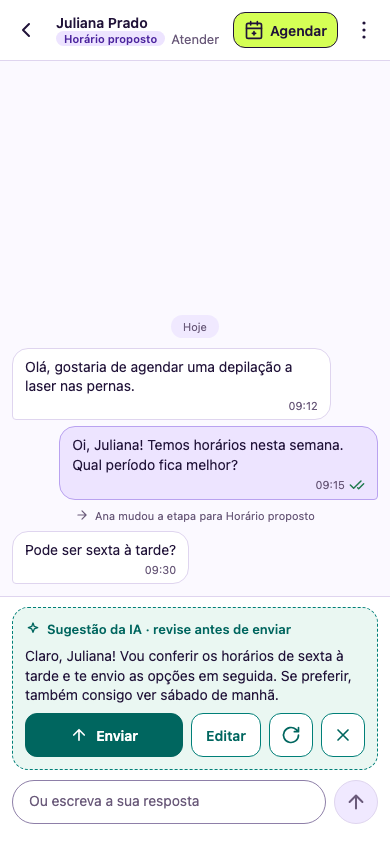 Juliana Prado
Horário proposto
Atender
Agendar
Hoje
Olá, gostaria de agendar uma depilação a
laser nas pernas.
09:12
Oi, Juliana! Temos horários nesta semana.
Qual período fica melhor?
09:15
Ana mudou a etapa para Horário proposto
Pode ser sexta à tarde?
09:30
Sugestão da IA · revise antes de enviar
Claro, Juliana! Vou conferir os horários de sexta à
tarde e te envio as opções em seguida. Se preferir,
também consigo ver sábado de manhã.
Enviar
Editar
Ou escreva a sua resposta